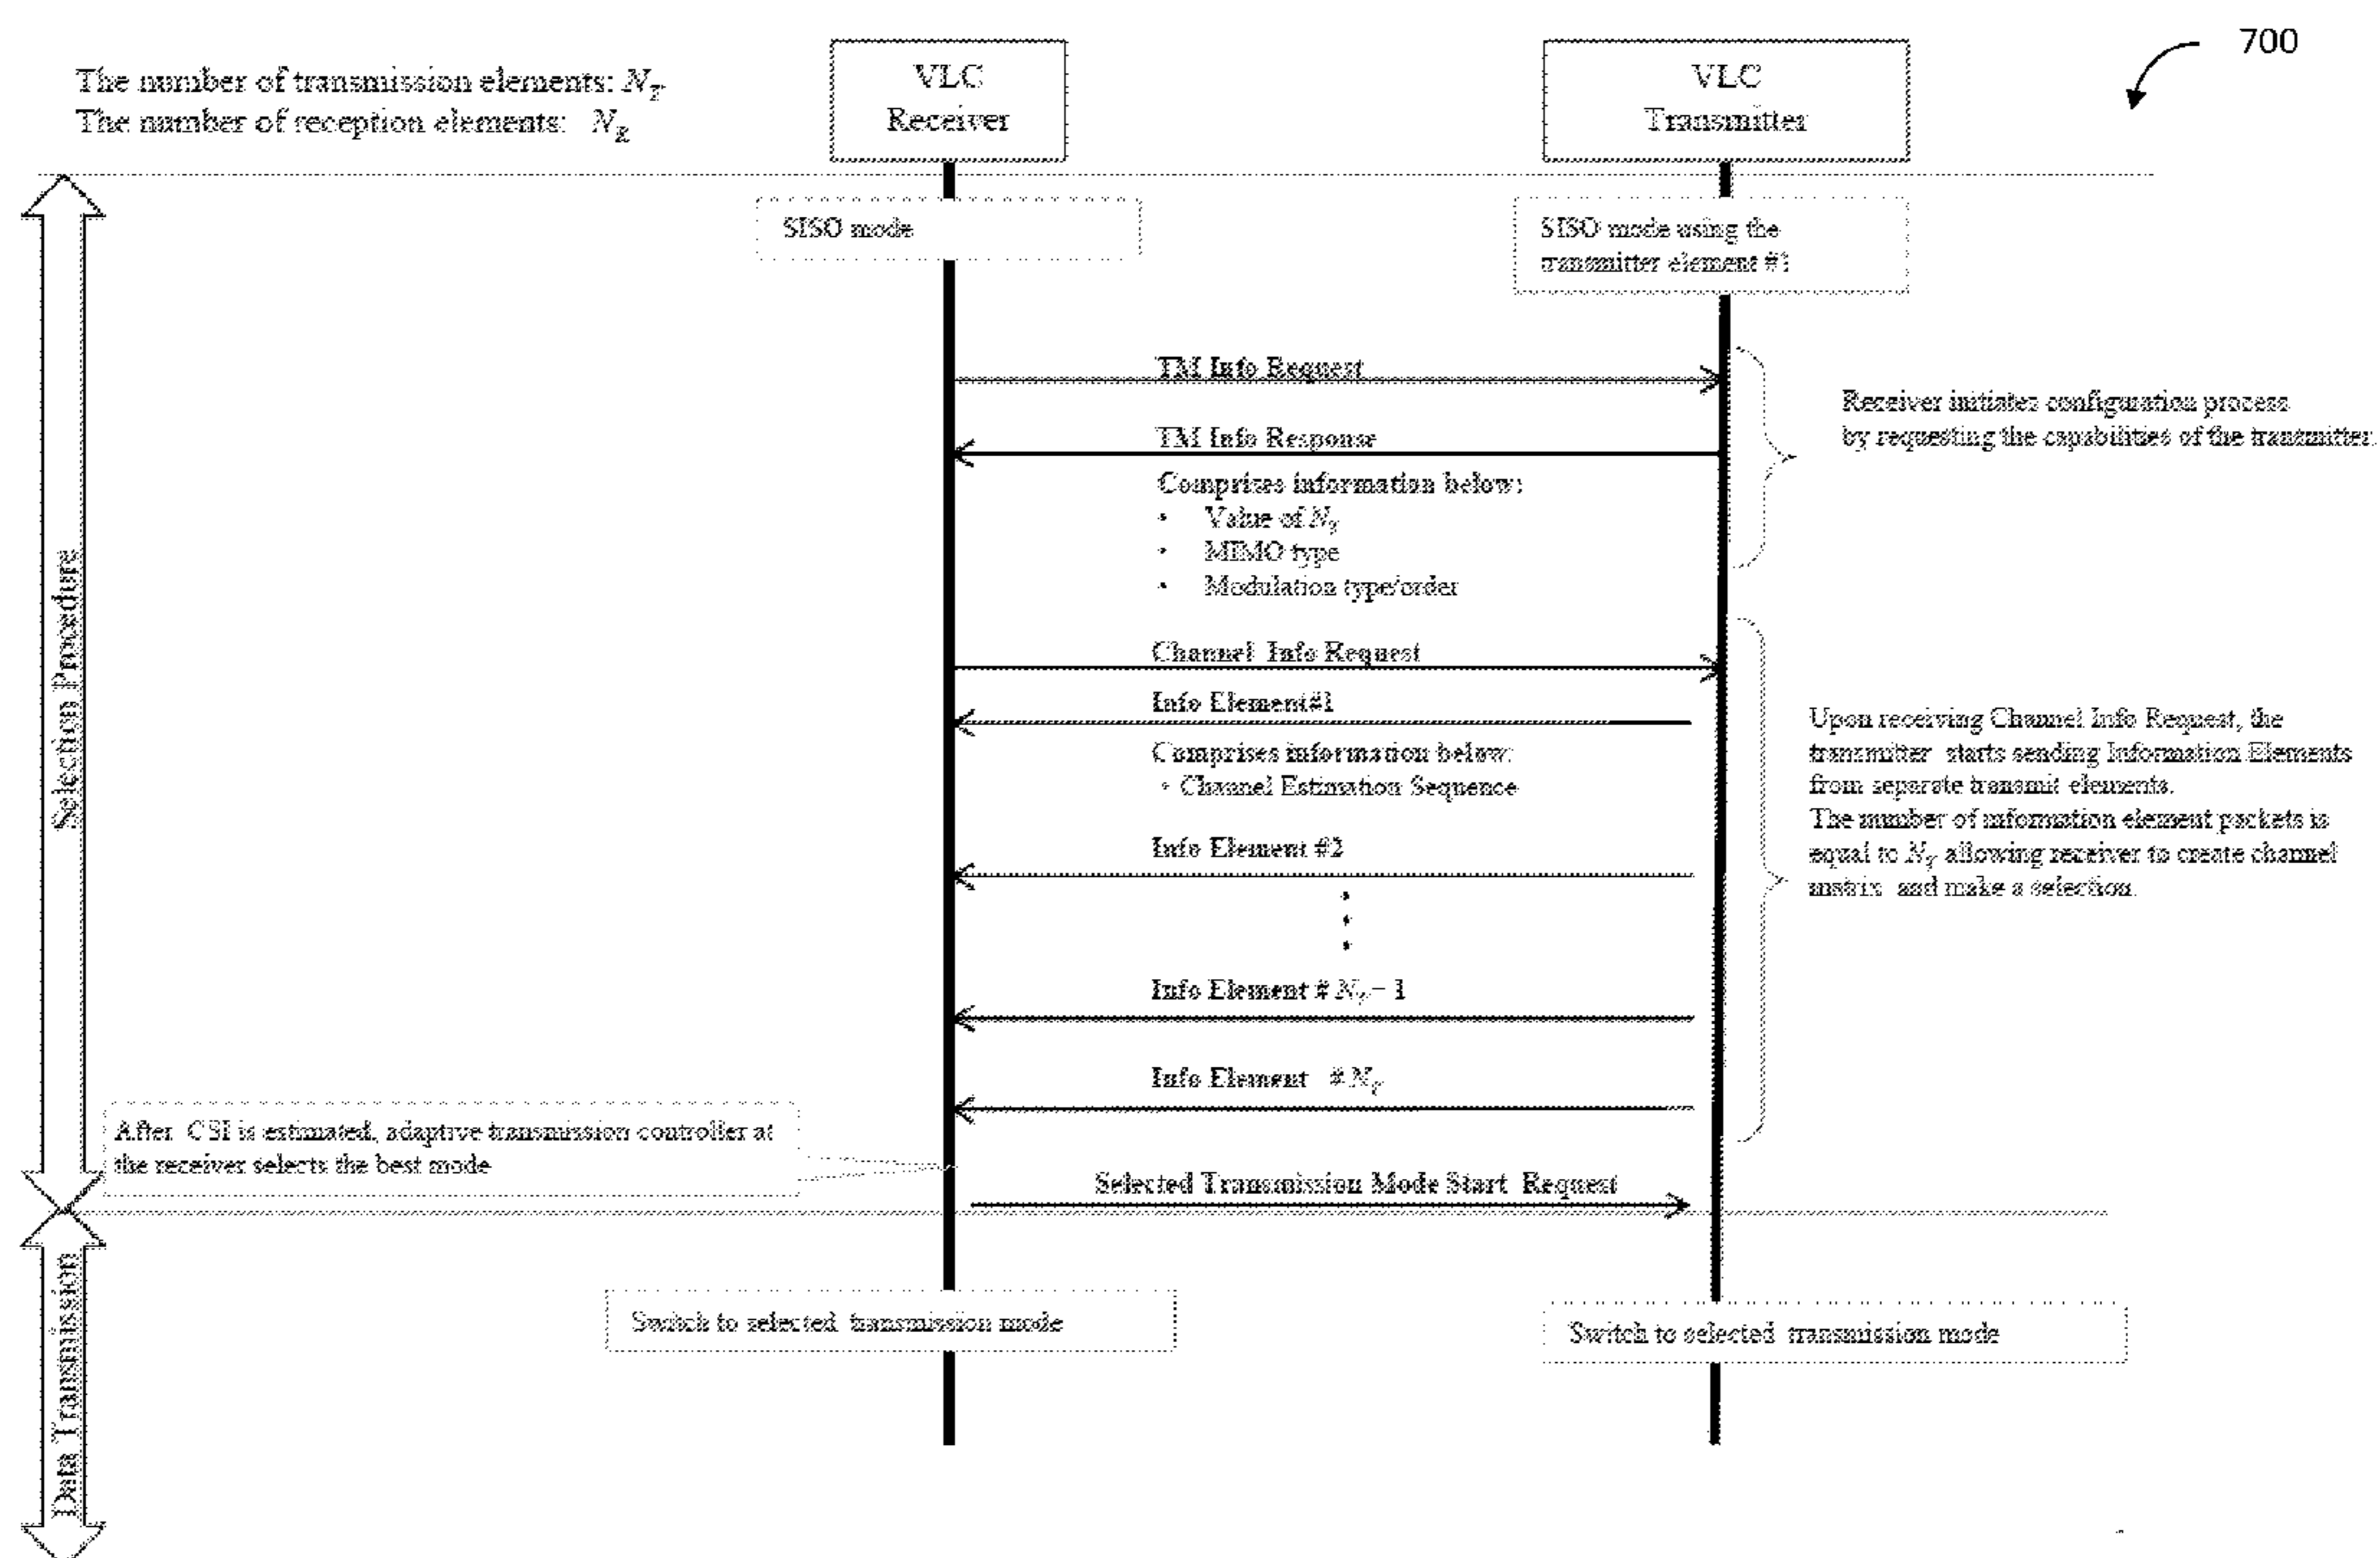 700
The number of transmission elements: N_T
The number of reception elements: N_R
VLC
Receiver
VLC
Transmitter
SISO mode
SISO mode using the
transmitter element #1
TM Info Request
Receiver initiates configuration process
by requesting the capabilities of the transmitter.
TM Info Response
Comprises information below:
• Value of N_T
• MIMO type
• Modulation type/order
Selection Procedure
Channel Info Request
Info Element#1
Comprises information below:
• Channel Estimation Sequence
Upon receiving Channel Info Request, the
transmitter starts sending Information Elements
from separate transmit elements.
The number of information element packets is
equal to N_T allowing receiver to create channel
matrix and make a selection.
Info Element #2
Info Element # N_T – 1
Info Element # N_T
After CSI is estimated, adaptive transmission controller at
the receiver selects the best mode
Selected Transmission Mode Start Request
Data Transmission
Switch to selected transmission mode
Switch to selected transmission mode